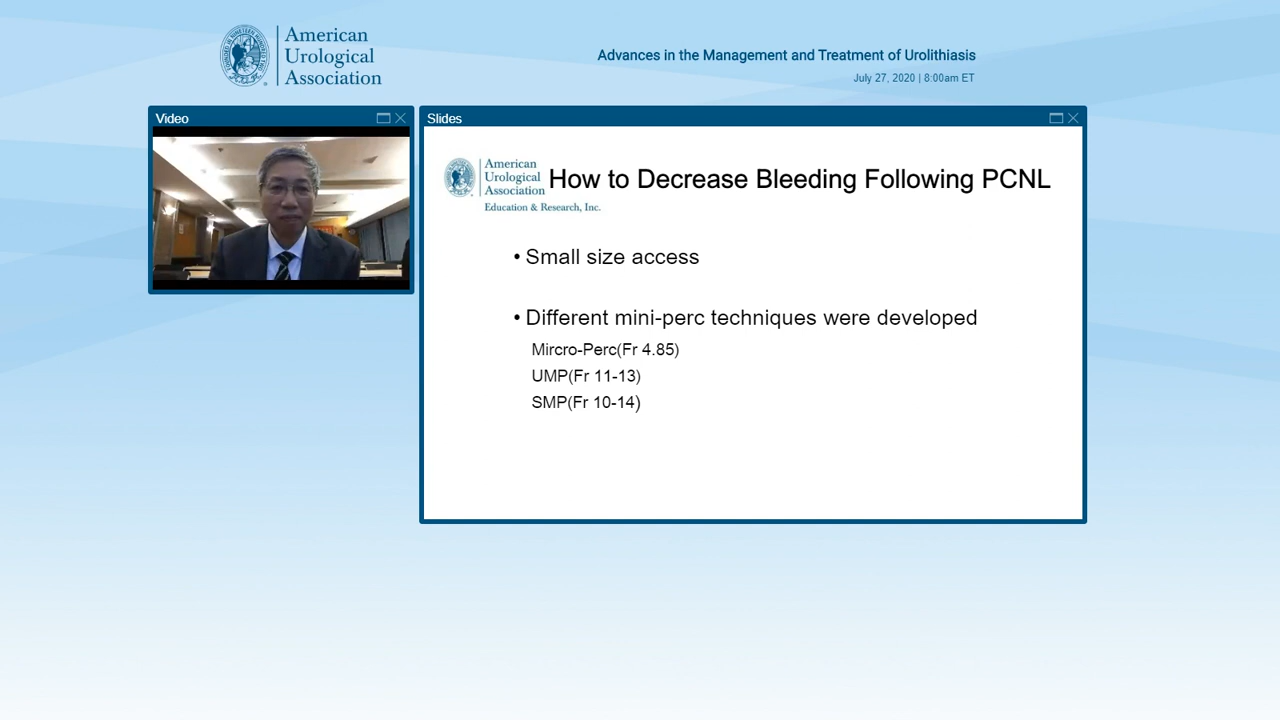 American
Urological
Association
Advances in the Management and Treatment of Urolithiasis
July 27, 2020 | 8:00am ET
Video
Slides
American
Urological
Association
Education & Research, Inc.
How to Decrease Bleeding Following PCNL
• Small size access
• Different mini-perc techniques were developed
Mircro-Perc(Fr 4.85)
UMP(Fr 11-13)
SMP(Fr 10-14)